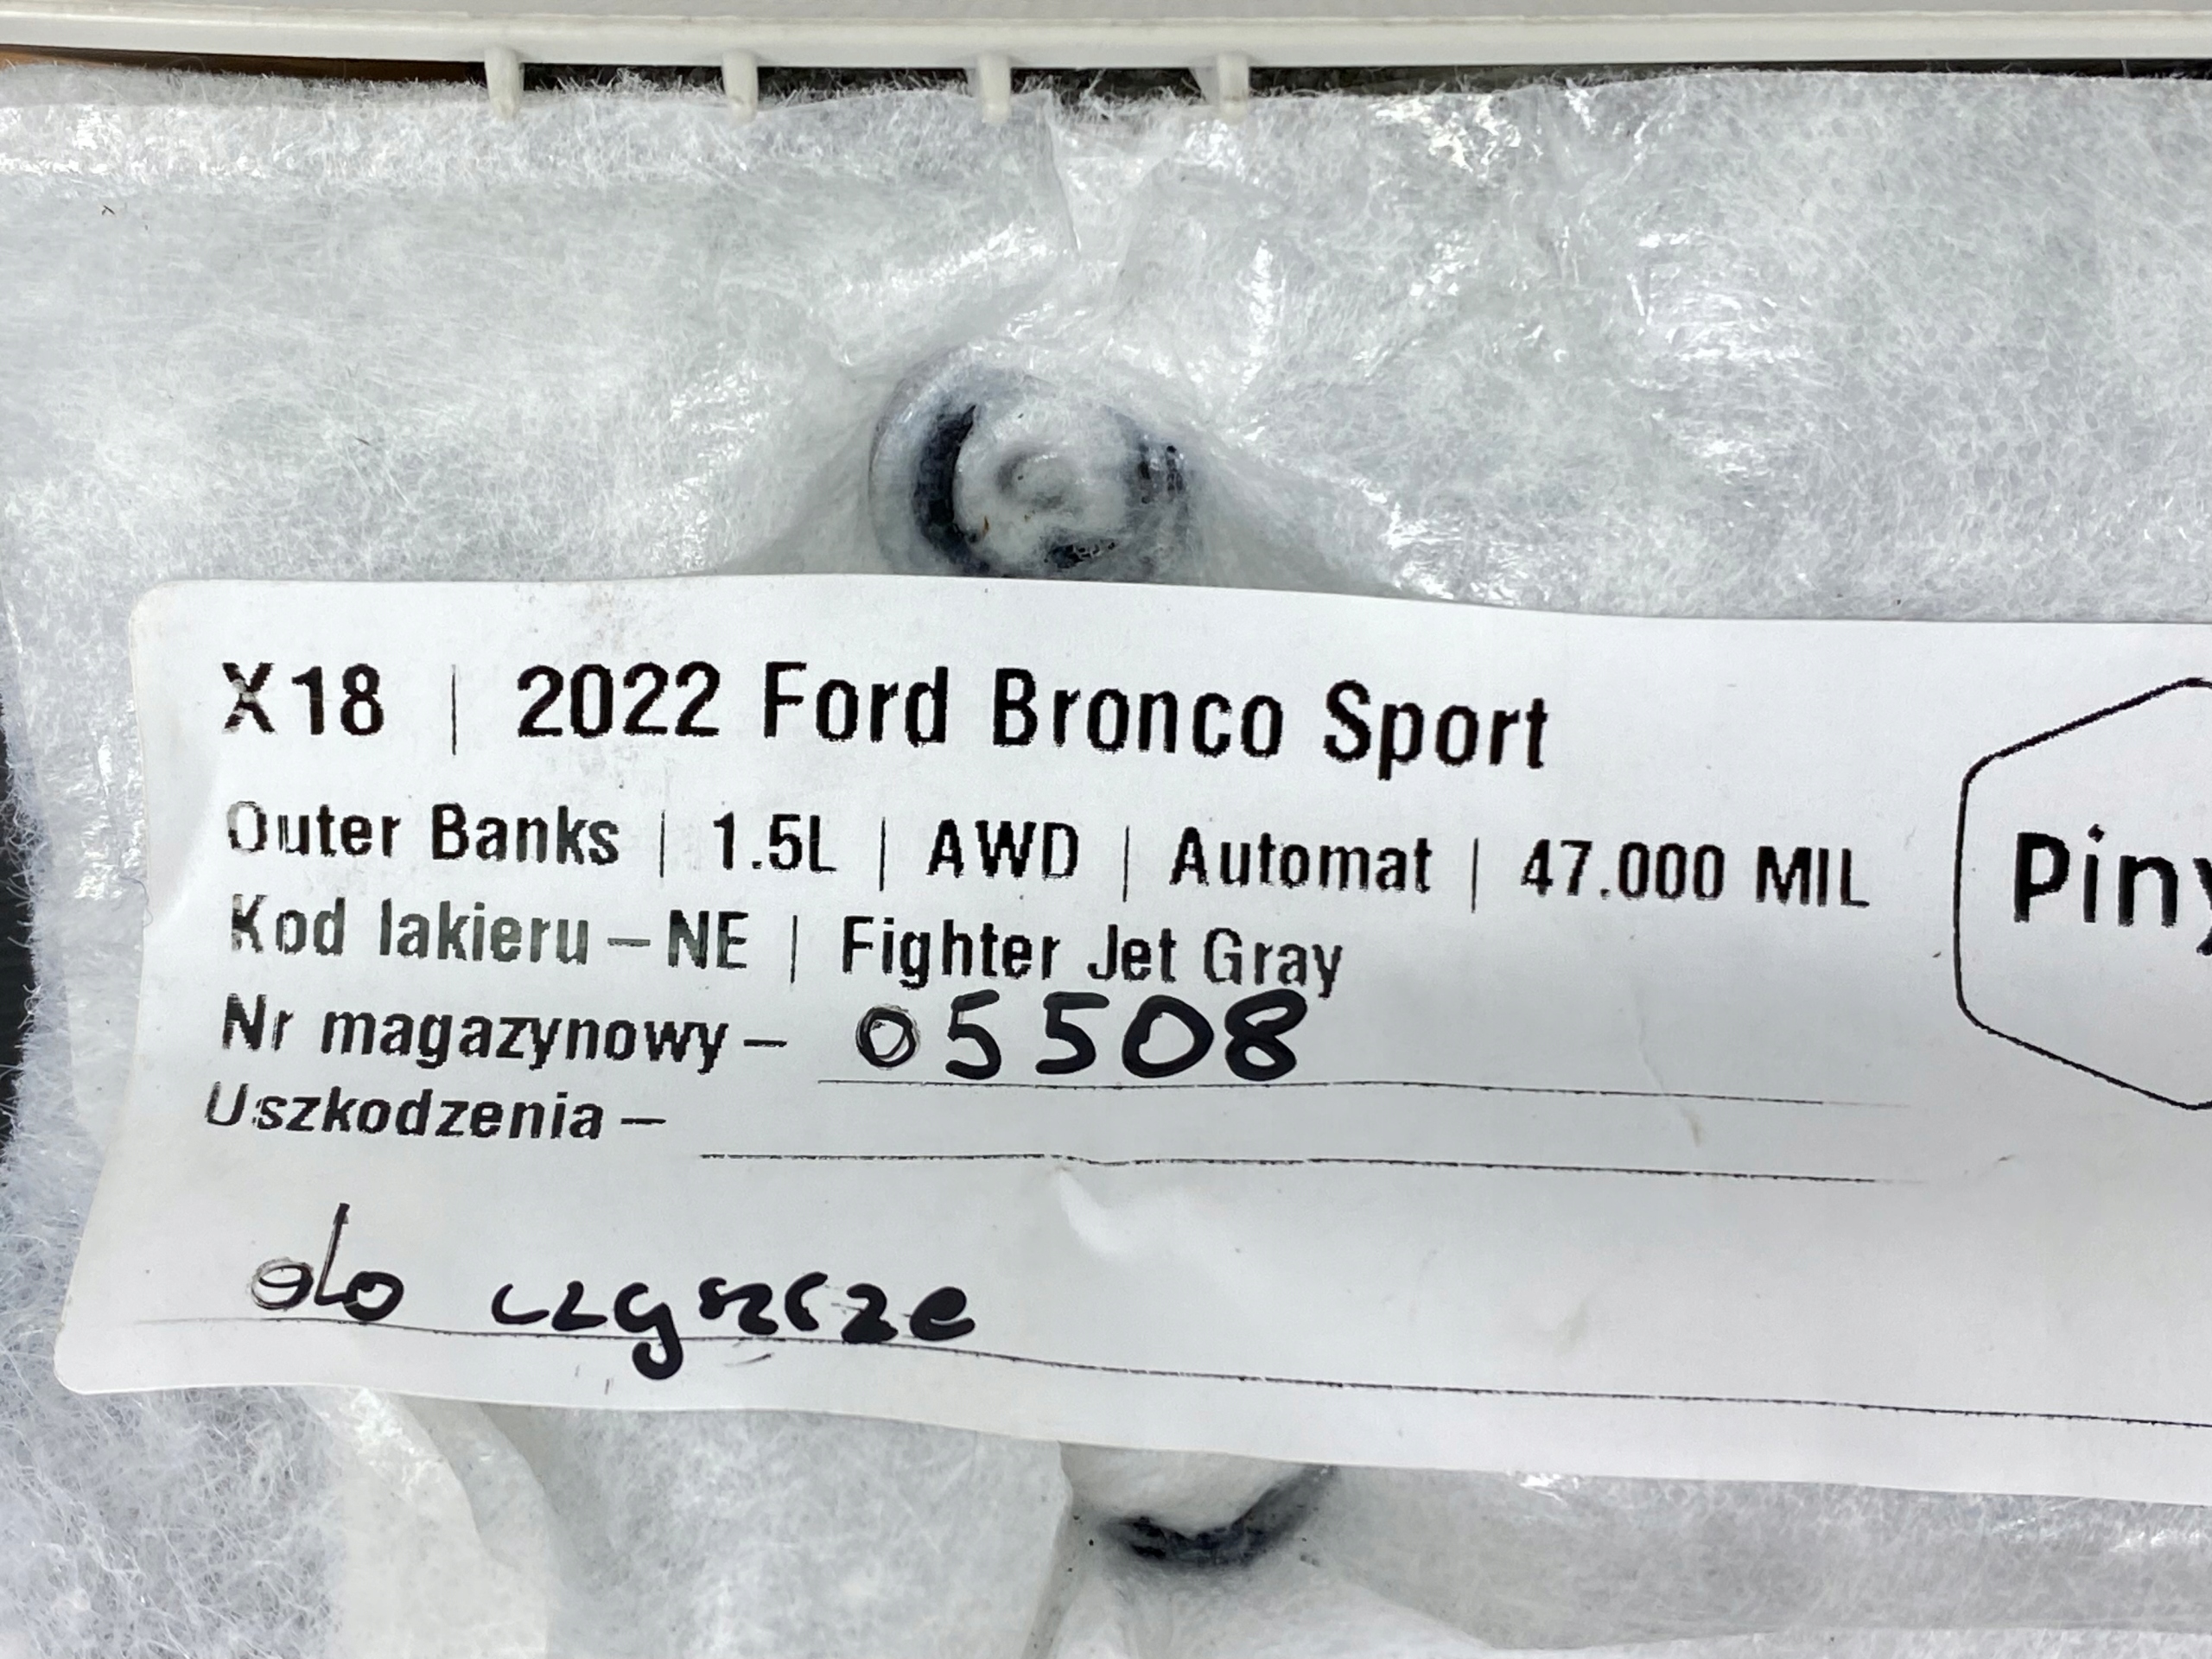 X18 | 2022 Ford Bronco Sport
Outer Banks | 1.5L | AWD | Automat | 47.000 MIL
Kod lakieru – NE | Fighter Jet Gray
Piny
Nr magazynowy – 05508
Uszkodzenia –
do